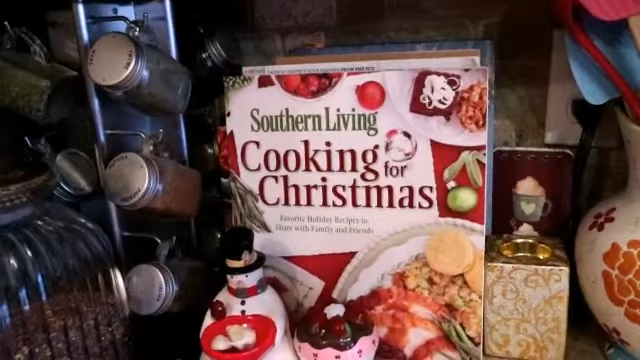 Southern Living
Cooking for
Christmas
Favorite Holiday Recipes to
Share with Family and Friends